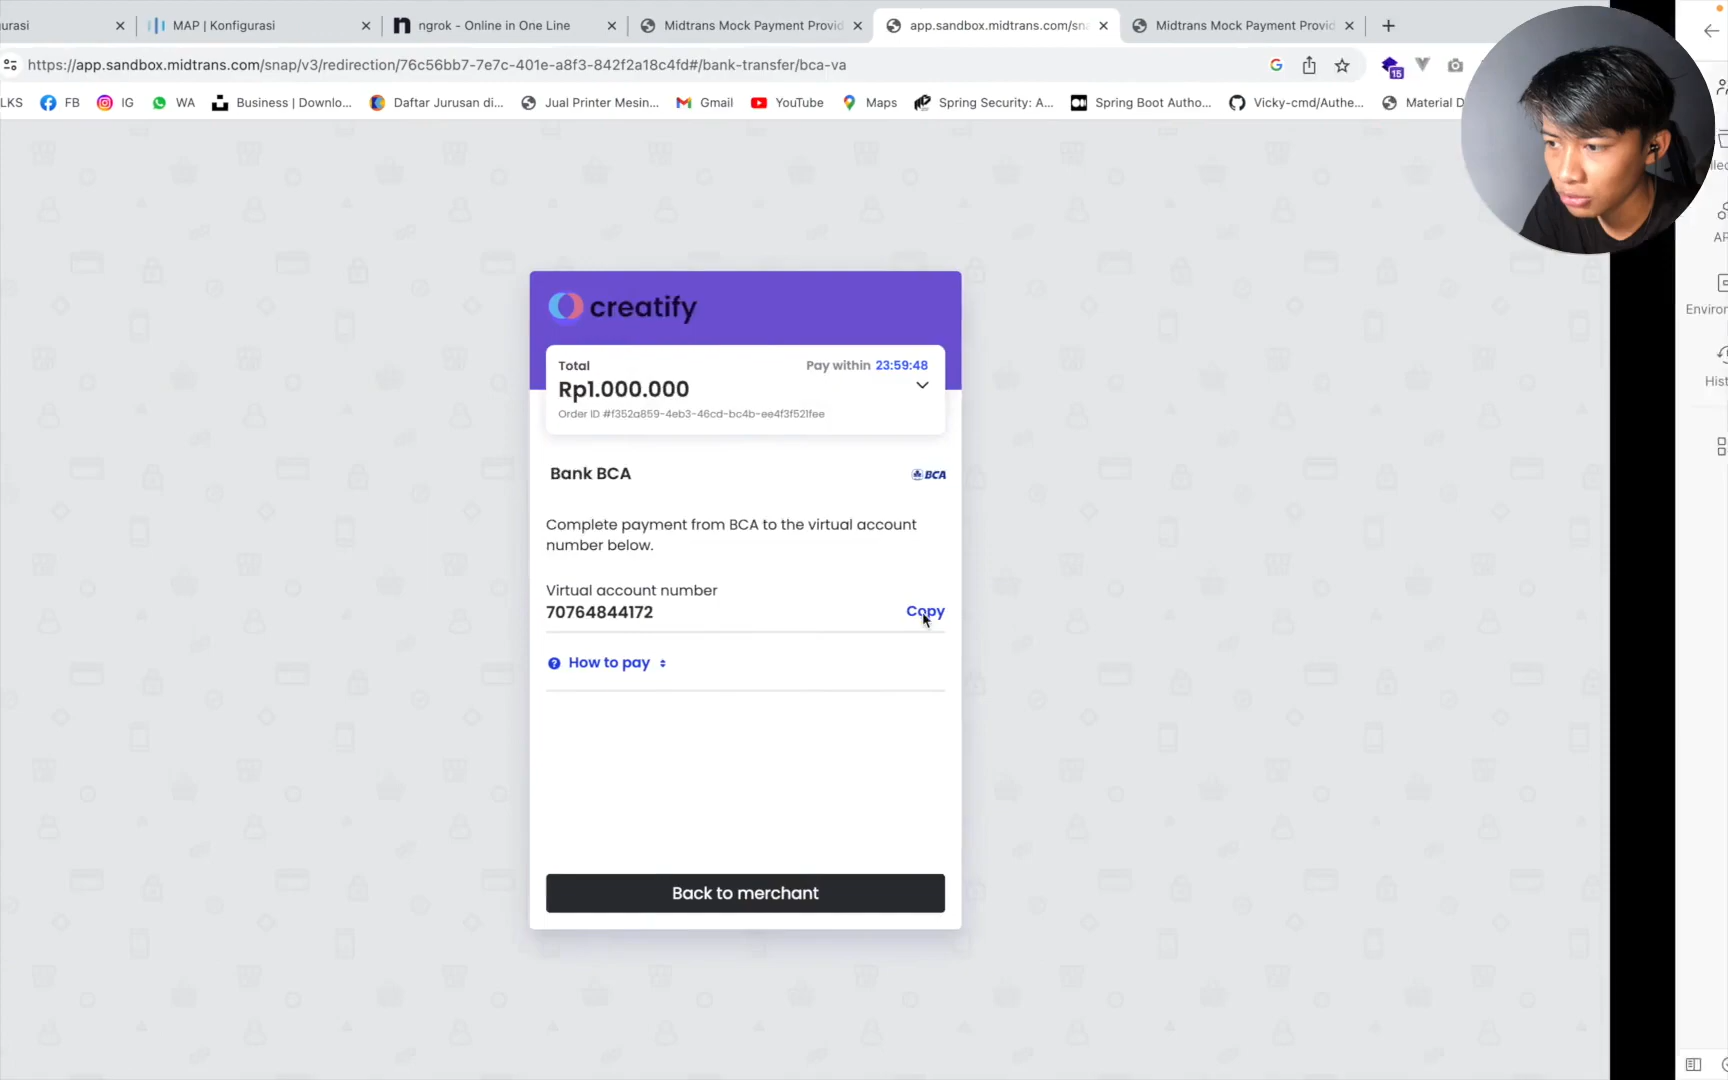 urasi
MAP | Konfigurasi
ngrok - Online in One Line
Midtrans Mock Payment Provid
app.sandbox.midtrans.com/sna
Midtrans Mock Payment Provid
https://app.sandbox.midtrans.com/snap/v3/redirection/76c56bb7-7e7c-401e-a8f3-842f2a18c4fd#/bank-transfer/bca-va
15
LKS
FB
IG
WA
Business | Downlo...
Daftar Jurusan di...
Jual Printer Mesin...
Gmail
YouTube
Maps
Spring Security: A...
Spring Boot Autho...
Vicky-cmd/Authe...
Material D
creatify
Total
Pay within 23:59:48
Rp1.000.000
Order ID #f352a859-4eb3-46cd-bc4b-ee4f3f521fee
Bank BCA
BCA
Complete payment from BCA to the virtual account
number below.
Virtual account number
70764844172
Copy
How to pay
Back to merchant
AP
Environ
Hist